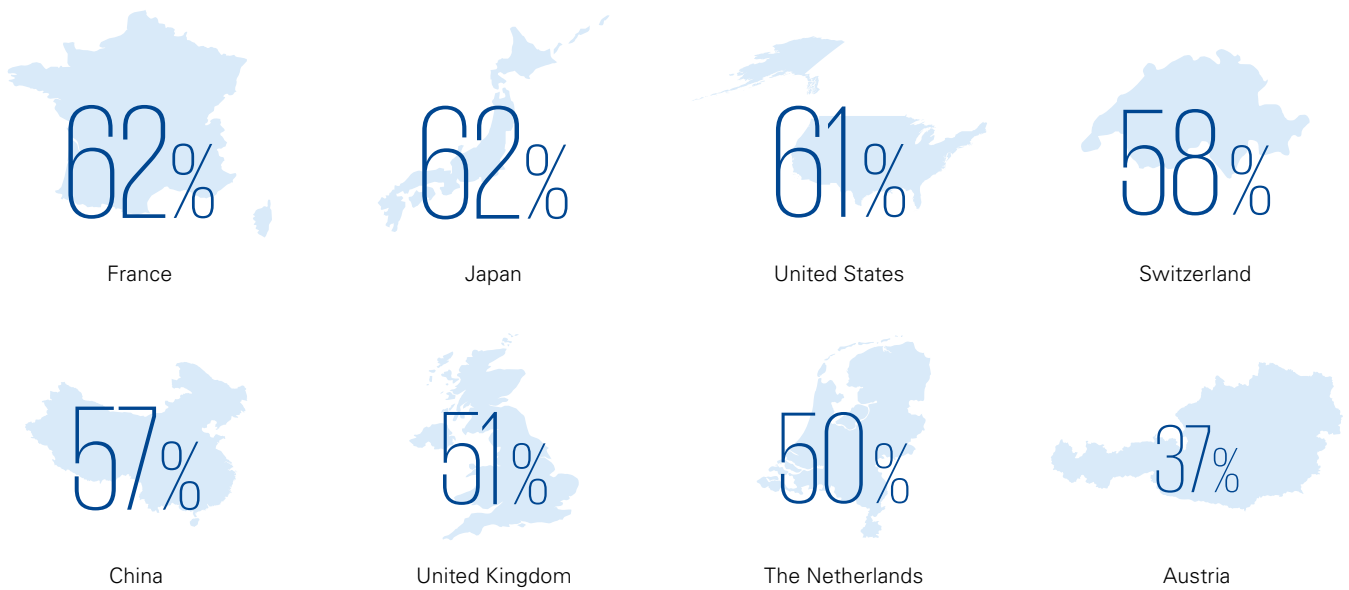 62% 62% 61% 58%
France Japan United States Switzerland
57% 51% 50% 37%
China United Kingdom The Netherlands Austria